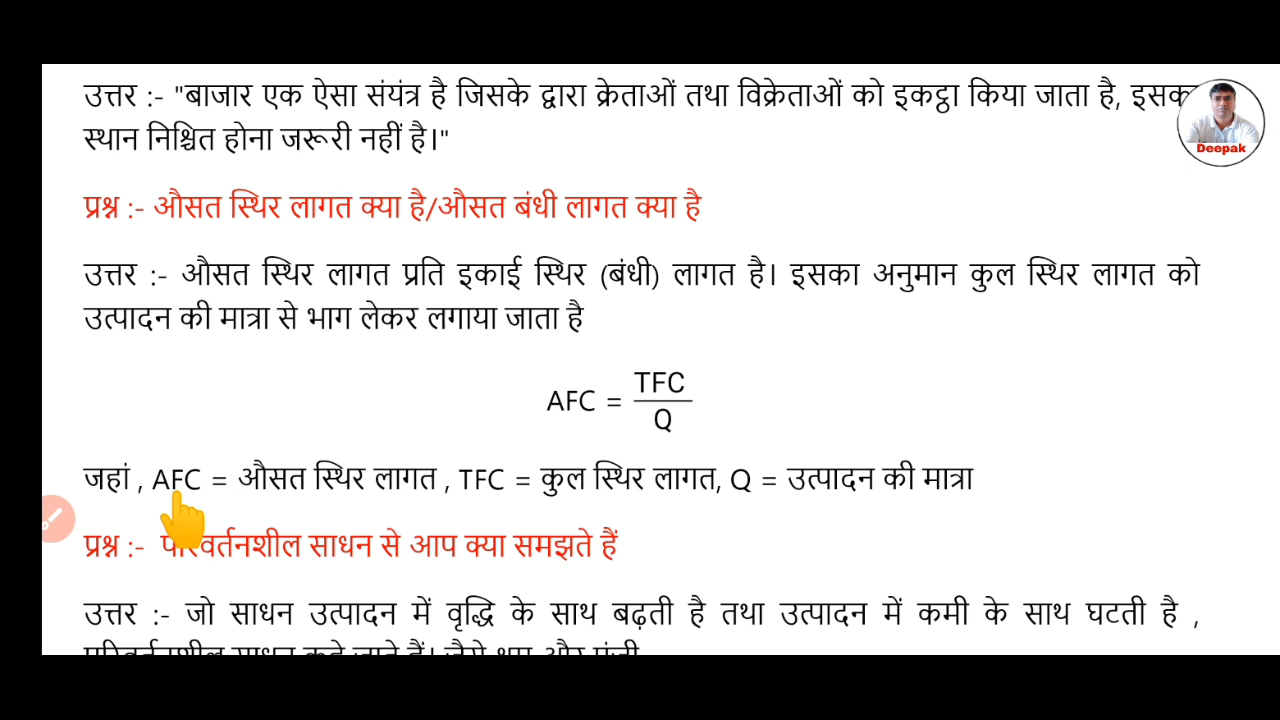 उत्तर :- "बाजार एक ऐसा संयंत्र है जिसके द्वारा क्रेताओं तथा विक्रेताओं को इकट्ठा किया जाता है,
स्थान निश्चित होना जरूरी नहीं है।"
Deepak
प्रश्न :- औसत स्थिर लागत क्या है/औसत बंधी लागत क्या है
उत्तर :- औसत स्थिर लागत प्रति इकाई स्थिर (बंधी) लागत है। इसका अनुमान कुल स्थिर लागत को
उत्पादन की मात्रा से भाग लेकर लगाया जाता है
AFC = TFC / Q
जहां , AFC = औसत स्थिर लागत , TFC = कुल स्थिर लागत, Q = उत्पादन की मात्रा
प्रश्न :- परिवर्तनशील साधन से आप क्या समझते हैं
उत्तर :- जो साधन उत्पादन में वृद्धि के साथ बढ़ती है तथा उत्पादन में कमी के साथ घटती है ,